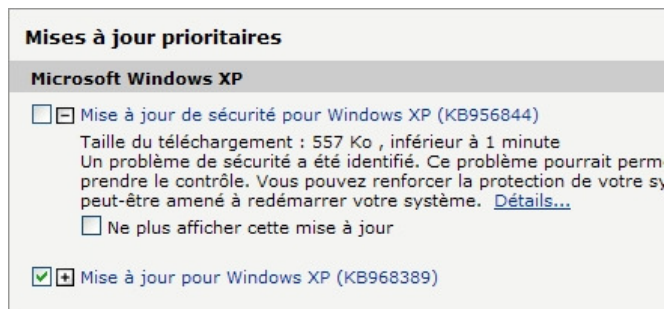 Mises à jour prioritaires
Microsoft Windows XP
Mise à jour de sécurité pour Windows XP (KB956844)
Taille du téléchargement : 557 Ko , inférieur à 1 minute
Un problème de sécurité a été identifié. Ce problème pourrait perm
prendre le contrôle. Vous pouvez renforcer la protection de votre sy
peut-être amené à redémarrer votre système. Détails...
Ne plus afficher cette mise à jour
Mise à jour pour Windows XP (KB968389)